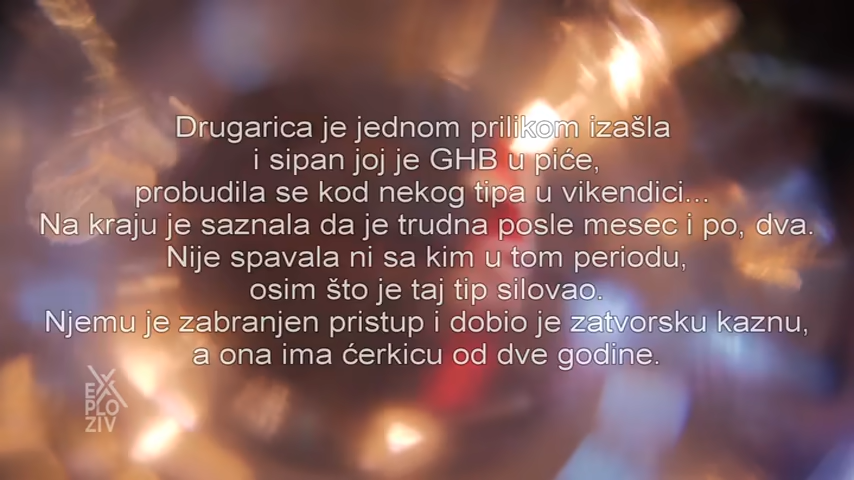 Drugarica je jednom prilikom izašla
i sipan joj je GHB u piće,
probudila se kod nekog tipa u vikendici...
Na kraju je saznala da je trudna posle mesec i po, dva.
Nije spavala ni sa kim u tom periodu,
osim što je taj tip silovao.
Njemu je zabranjen pristup i dobio je zatvorsku kaznu,
a ona ima ćerkicu od dve godine.
EX
PLO
ZIV